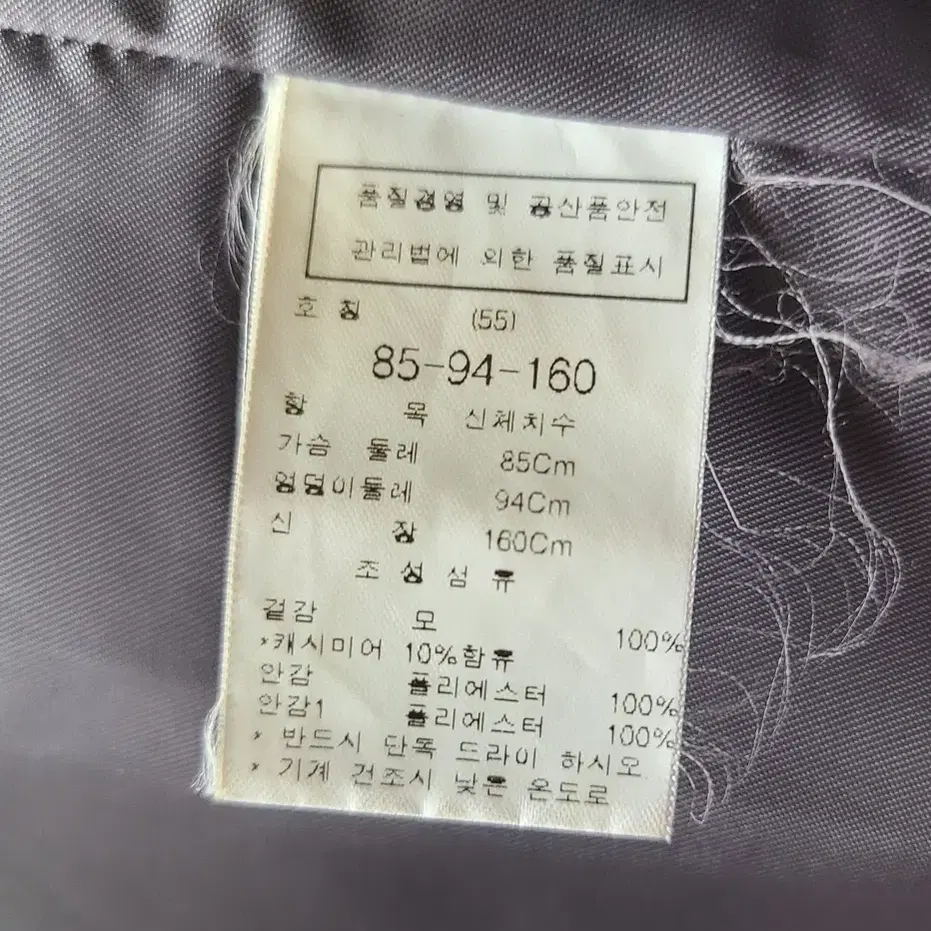 품질경영 및 공산품안전
관리법에 의한 품질표시
호 칭 (55)
85-94-160
항 목 신체치수
가슴 둘레 85Cm
엉덩이둘레 94Cm
신 장 160Cm
조 성 섬 유
겉감 모 100%
*캐시미어 10%함유
안감 폴리에스터 100%
안감1 폴리에스터 100%
* 반드시 단독 드라이 하시오
* 기계 건조시 낮은 온도로